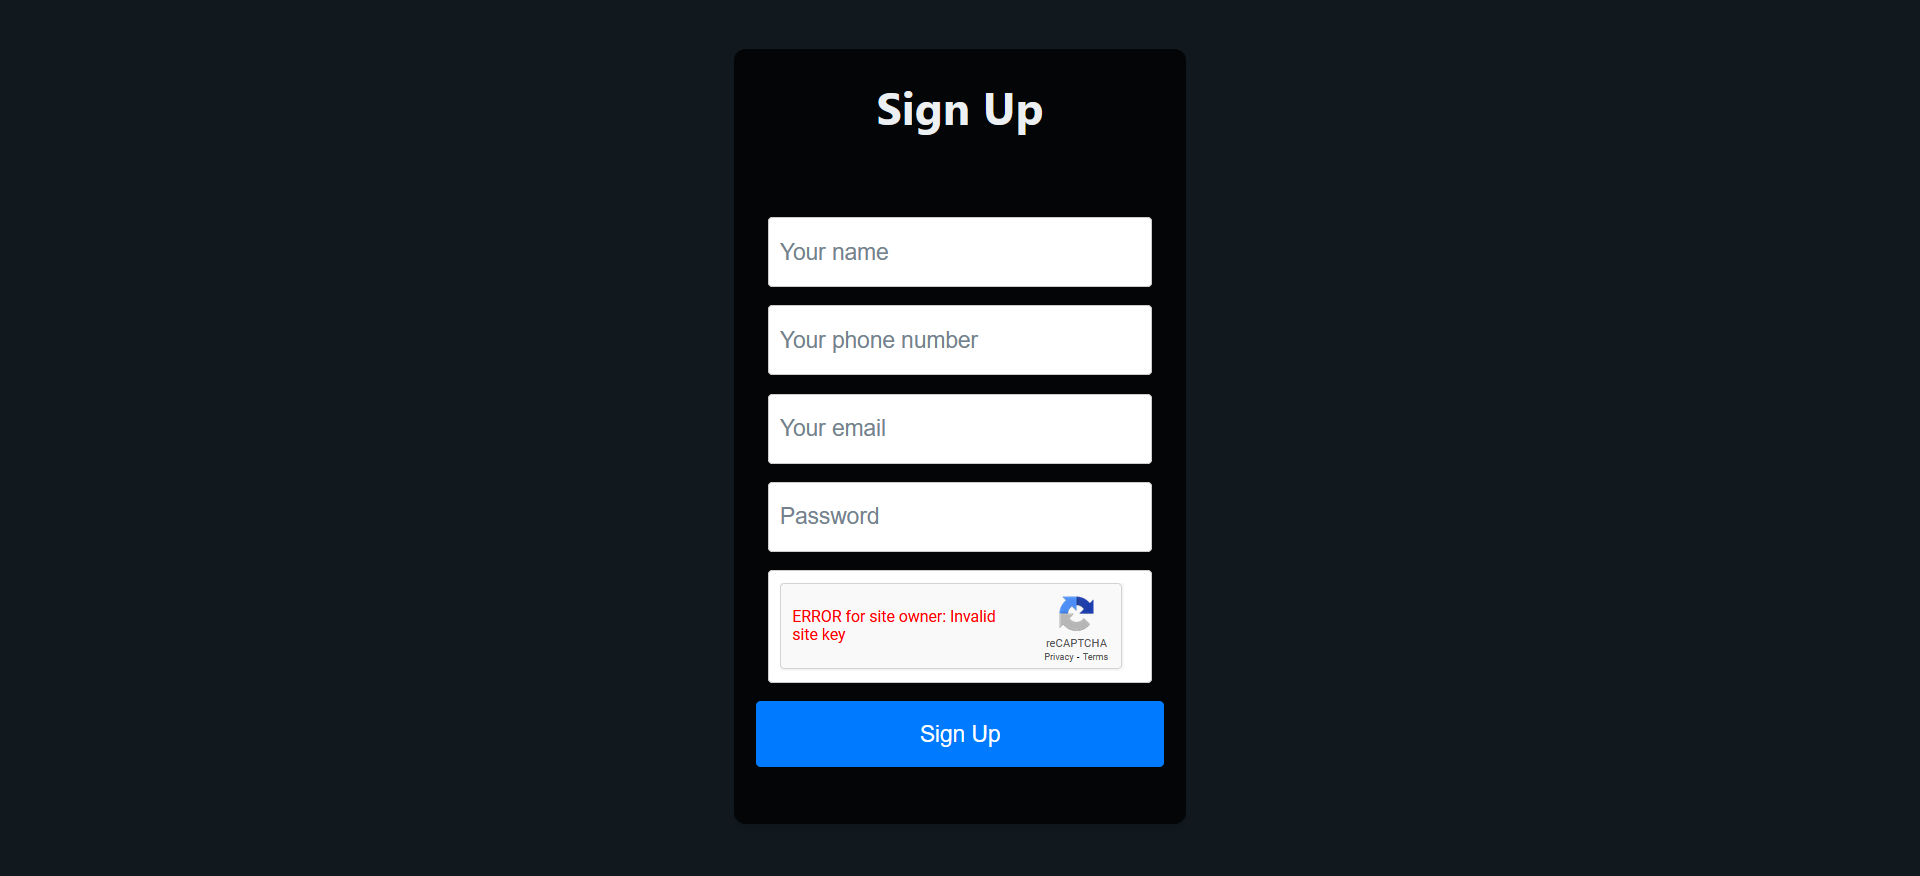 Sign Up
Your name
Your phone number
Your email
Password
ERROR for site owner: Invalid
site key
reCAPTCHA
Privacy - Terms
Sign Up